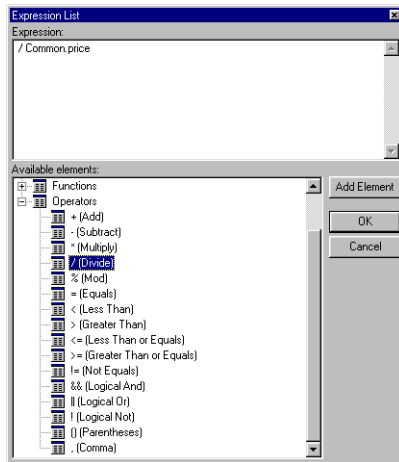 Expression List
Expression:
/ Common.price
Available elements:
Functions
Operators
+ (Add)
- (Subtract)
* (Multiply)
/ (Divide)
% (Mod)
= (Equals)
< (Less Than)
> (Greater Than)
<= (Less Than or Equals)
>= (Greater Than or Equals)
!= (Not Equals)
&& (Logical And)
|| (Logical Or)
! (Logical Not)
() (Parentheses)
, (Comma)
Add Element
OK
Cancel